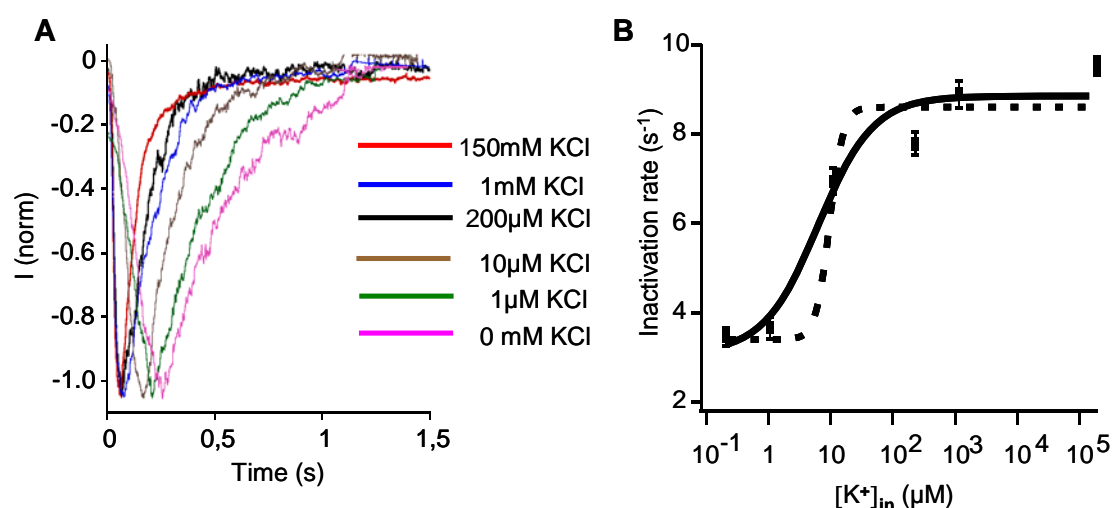 A
0
-0.2
-0.4
-0.6
-0.8
-1.0
I (norm)
0
0,5
1
1,5
Time (s)
150mM KCl
1mM KCl
200µM KCl
10µM KCl
1µM KCl
0 mM KCl
B
10
8
6
4
2
Inactivation rate (s⁻¹)
10⁻¹
1
10
10²
10³
10⁴
10⁵
[K⁺]in (µM)